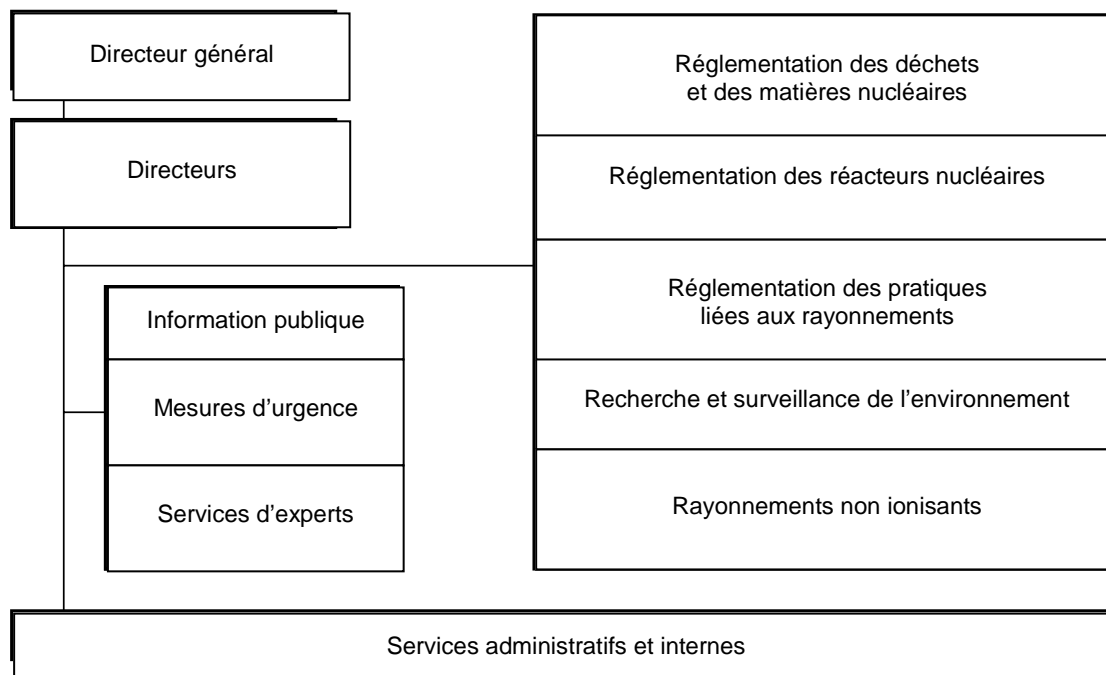 Directeur général
Directeurs
Information publique
Mesures d’urgence
Services d’experts
Réglementation des déchets
et des matières nucléaires
Réglementation des réacteurs nucléaires
Réglementation des pratiques
liées aux rayonnements
Recherche et surveillance de l’environnement
Rayonnements non ionisants
Services administratifs et internes